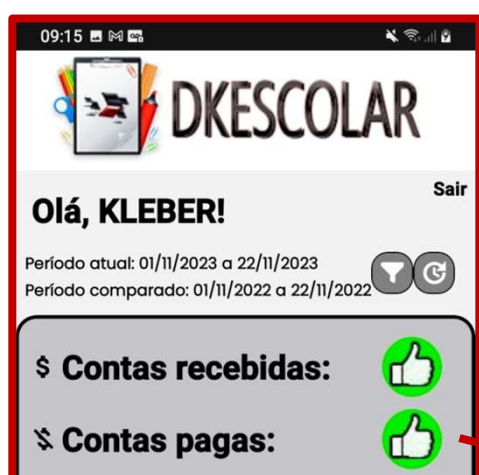 09:15
DKESCOLAR
Sair
Olá, KLEBER!
Período atual: 01/11/2023 a 22/11/2023
Período comparado: 01/11/2022 a 22/11/2022
$ Contas recebidas:
Contas pagas: